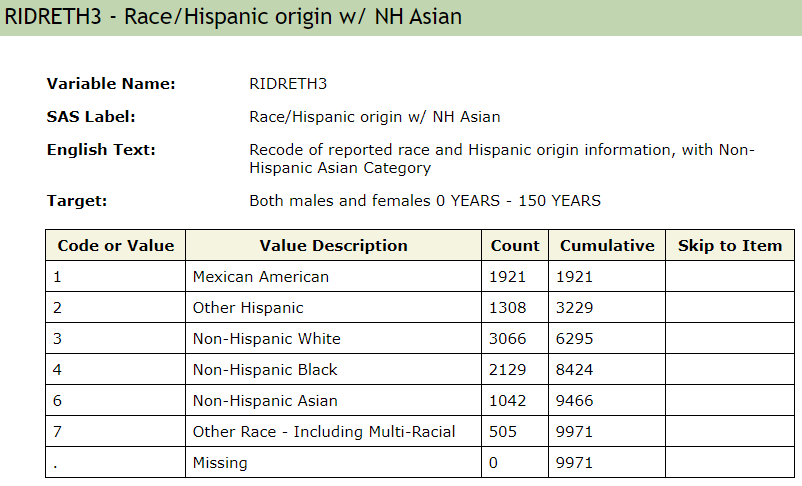 RIDRETH3 - Race/Hispanic origin w/ NH Asian
Variable Name: RIDRETH3
SAS Label: Race/Hispanic origin w/ NH Asian
English Text: Recode of reported race and Hispanic origin information, with Non-
Hispanic Asian Category
Target: Both males and females 0 YEARS - 150 YEARS
Code or Value Value Description Count Cumulative Skip to Item
1 Mexican American 1921 1921
2 Other Hispanic 1308 3229
3 Non-Hispanic White 3066 6295
4 Non-Hispanic Black 2129 8424
6 Non-Hispanic Asian 1042 9466
7 Other Race - Including Multi-Racial 505 9971
. Missing 0 9971